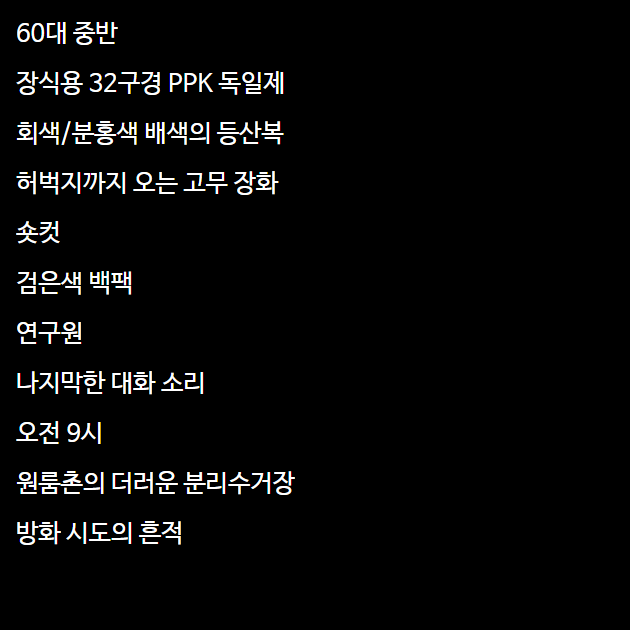 60대 중반
장식용 32구경 PPK 독일제
회색/분홍색 배색의 등산복
허벅지까지 오는 고무 장화
숏컷
검은색 백팩
연구원
나지막한 대화 소리
오전 9시
원룸촌의 더러운 분리수거장
방화 시도의 흔적